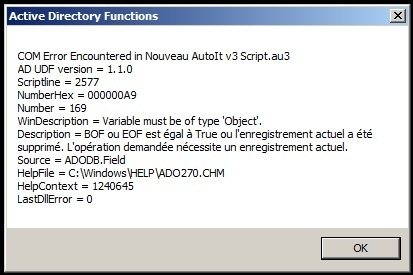 Active Directory Functions
COM Error Encountered in Nouveau AutoIt v3 Script.au3
AD UDF version = 1.1.0
Scriptline = 2577
NumberHex = 000000A9
Number = 169
WinDescription = Variable must be of type 'Object'.
Description = BOF ou EOF est égal à True ou l'enregistrement actuel a été
supprimé. L'opération demandée nécessite un enregistrement actuel.
Source = ADODB.Field
HelpFile = C:\Windows\HELP\ADO270.CHM
HelpContext = 1240645
LastDllError = 0
OK